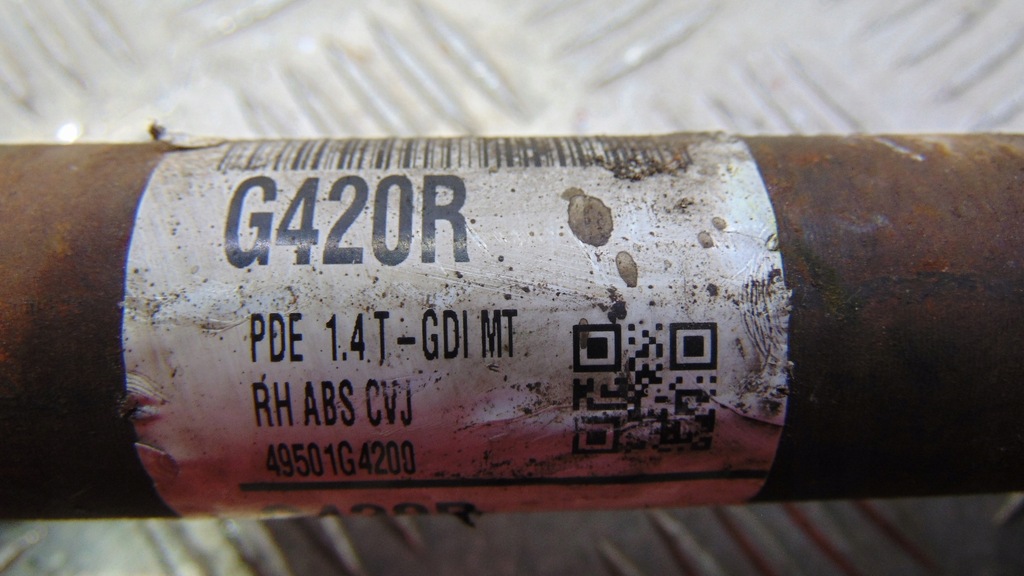 G420R
PDE 1.4T-GDI MT
RH ABS CVJ
49501G4200